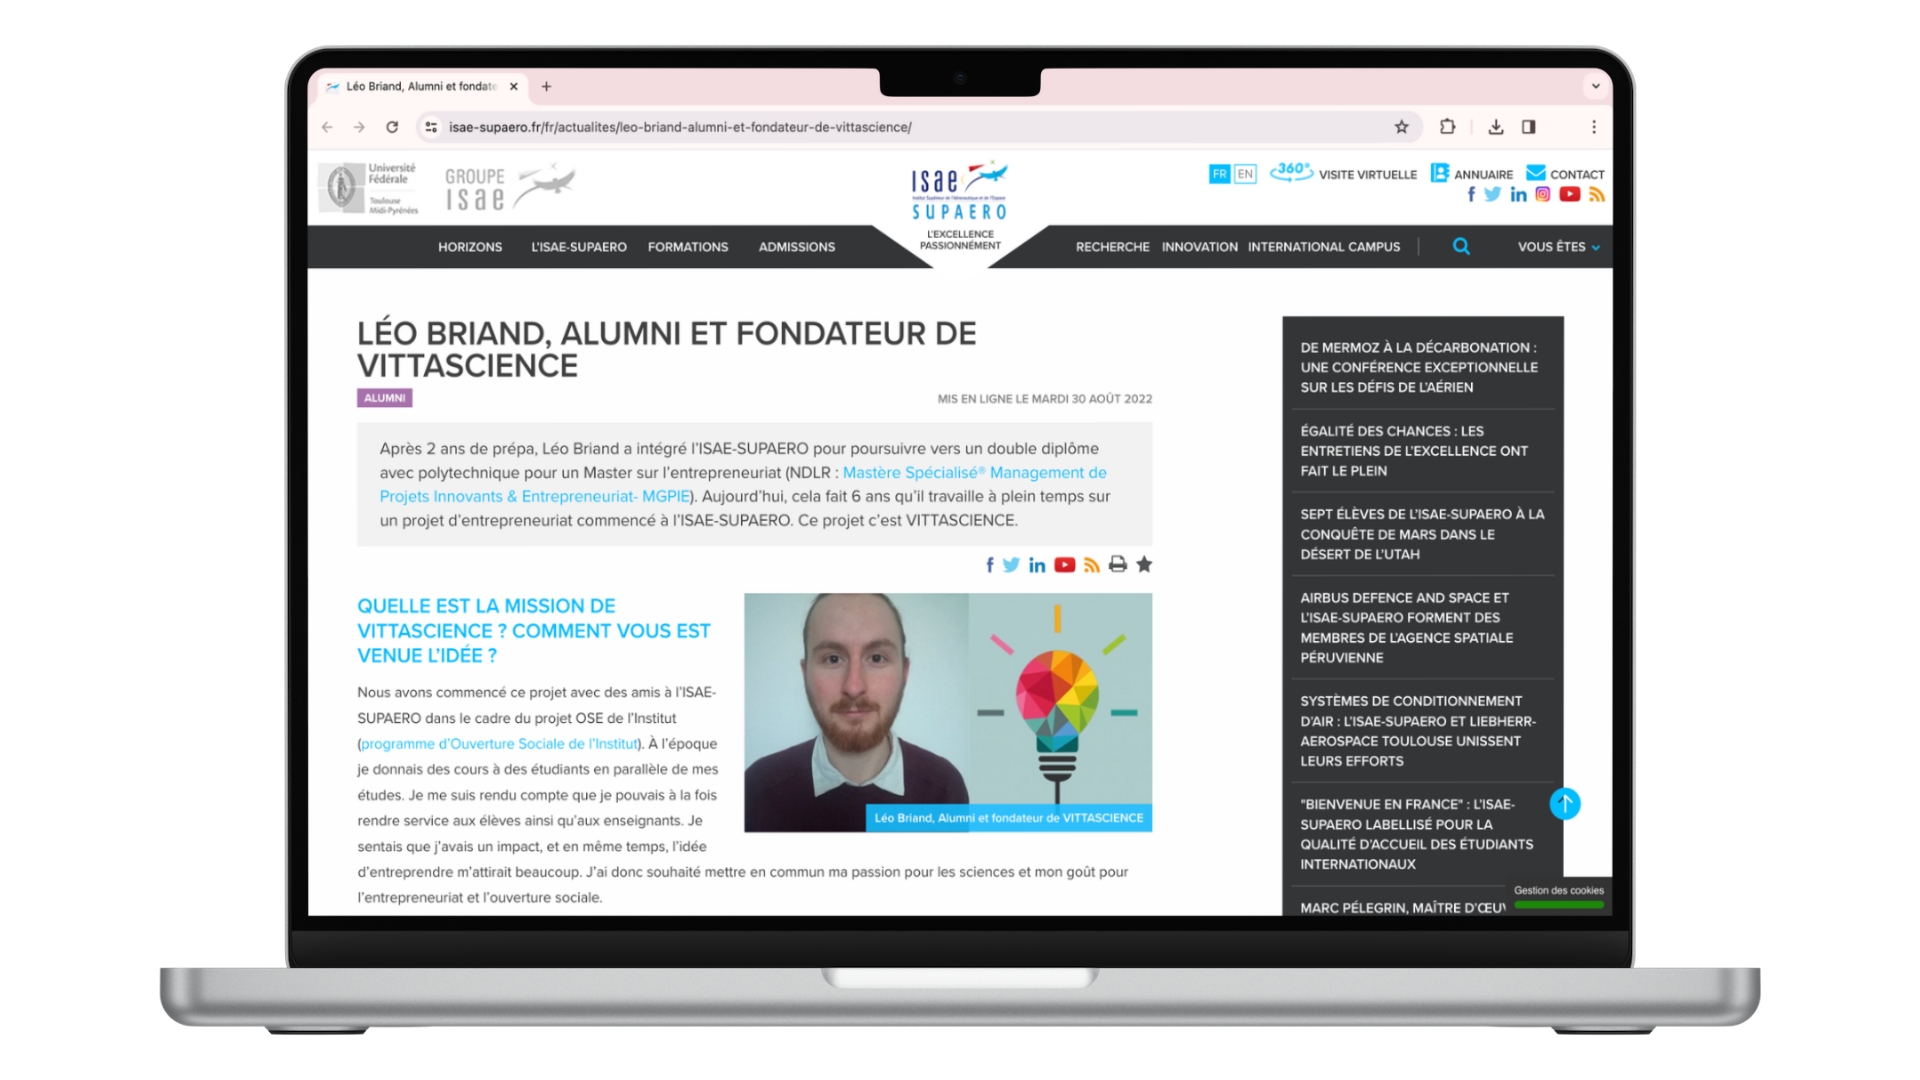 Léo Briand, Alumni et fondate
isae-supaero.fr/fr/actualites/leo-briand-alumni-et-fondateur-de-vittascience/
Université
Fédérale
Toulouse
Midi-Pyrénées
GROUPE
Isae
Isae
Institut Supérieur de l'Aéronautique et de l'Espace
SUPAERO
L'EXCELLENCE
PASSIONNÉMENT
FR EN 360° VISITE VIRTUELLE ANNUAIRE CONTACT
HORIZONS L'ISAE-SUPAERO FORMATIONS ADMISSIONS
RECHERCHE INNOVATION INTERNATIONAL CAMPUS VOUS ÊTES
LÉO BRIAND, ALUMNI ET FONDATEUR DE
VITTASCIENCE
ALUMNI
MIS EN LIGNE LE MARDI 30 AOÛT 2022
Après 2 ans de prépa, Léo Briand a intégré l'ISAE-SUPAERO pour poursuivre vers un double diplôme
avec polytechnique pour un Master sur l'entrepreneuriat (NDLR : Mastère Spécialisé® Management de
Projets Innovants & Entrepreneuriat- MGPIE). Aujourd'hui, cela fait 6 ans qu'il travaille à plein temps sur
un projet d'entrepreneuriat commencé à l'ISAE-SUPAERO. Ce projet c'est VITTASCIENCE.
QUELLE EST LA MISSION DE
VITTASCIENCE ? COMMENT VOUS EST
VENUE L'IDÉE ?
Nous avons commencé ce projet avec des amis à l'ISAE-
SUPAERO dans le cadre du projet OSE de l'Institut
(programme d'Ouverture Sociale de l'Institut). À l'époque
je donnais des cours à des étudiants en parallèle de mes
études. Je me suis rendu compte que je pouvais à la fois
rendre service aux élèves ainsi qu'aux enseignants. Je
sentais que j'avais un impact, et en même temps, l'idée
d'entreprendre m'attirait beaucoup. J'ai donc souhaité mettre en commun ma passion pour les sciences et mon goût pour
l'entrepreneuriat et l'ouverture sociale.
Léo Briand, Alumni et fondateur de VITTASCIENCE
DE MERMOZ À LA DÉCARBONATION :
UNE CONFÉRENCE EXCEPTIONNELLE
SUR LES DÉFIS DE L'AÉRIEN
ÉGALITÉ DES CHANCES : LES
ENTRETIENS DE L'EXCELLENCE ONT
FAIT LE PLEIN
SEPT ÉLÈVES DE L'ISAE-SUPAERO À LA
CONQUÊTE DE MARS DANS LE
DÉSERT DE L'UTAH
AIRBUS DEFENCE AND SPACE ET
L'ISAE-SUPAERO FORMENT DES
MEMBRES DE L'AGENCE SPATIALE
PÉRUVIENNE
SYSTÈMES DE CONDITIONNEMENT
D'AIR : L'ISAE-SUPAERO ET LIEBHERR-
AEROSPACE TOULOUSE UNISSENT
LEURS EFFORTS
"BIENVENUE EN FRANCE" : L'ISAE-
SUPAERO LABELLISÉ POUR LA
QUALITÉ D'ACCUEIL DES ÉTUDIANTS
INTERNATIONAUX
MARC PÉLEGRIN, MAÎTRE D'ŒUV
Gestion des cookies